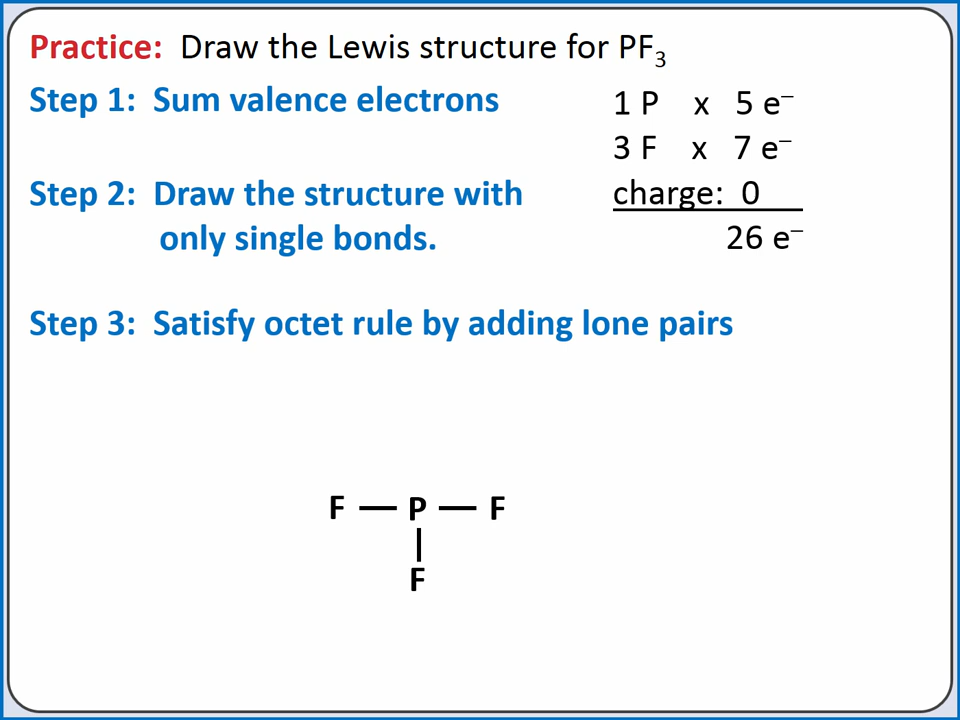 Practice: Draw the Lewis structure for PF₃
Step 1: Sum valence electrons
1 P x 5 e⁻
3 F x 7 e⁻
Step 2: Draw the structure with
only single bonds.
charge: 0
26 e⁻
Step 3: Satisfy octet rule by adding lone pairs
F — P — F
|
F